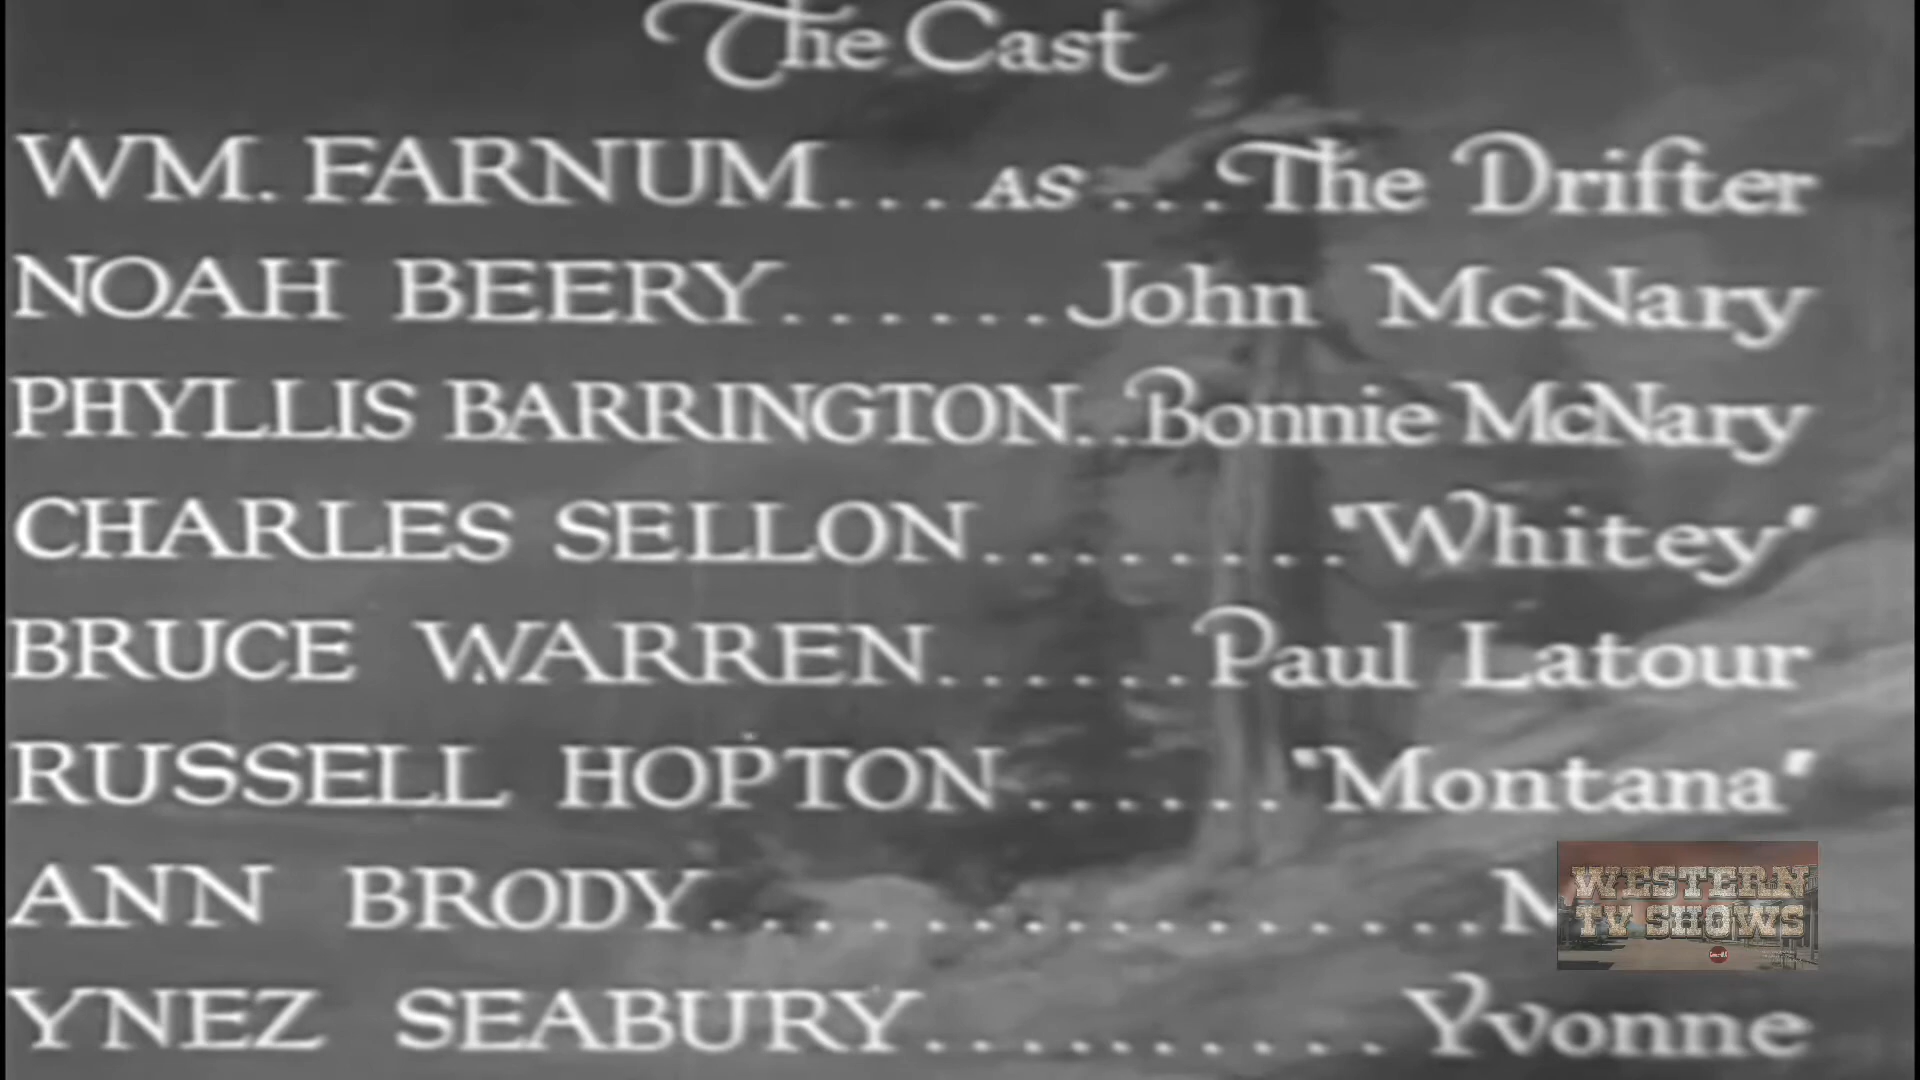 The Cast
WM. FARNUM... AS ...The Drifter
NOAH BEERY......John McNary
PHYLLIS BARRINGTON..Bonnie McNary
CHARLES SELLON........"Whitey"
BRUCE WARREN......Paul Latour
RUSSELL HOPTON......"Montana"
ANN BRODY...............
YNEZ SEABURY..........Yvonne
WESTERN
TV SHOWS